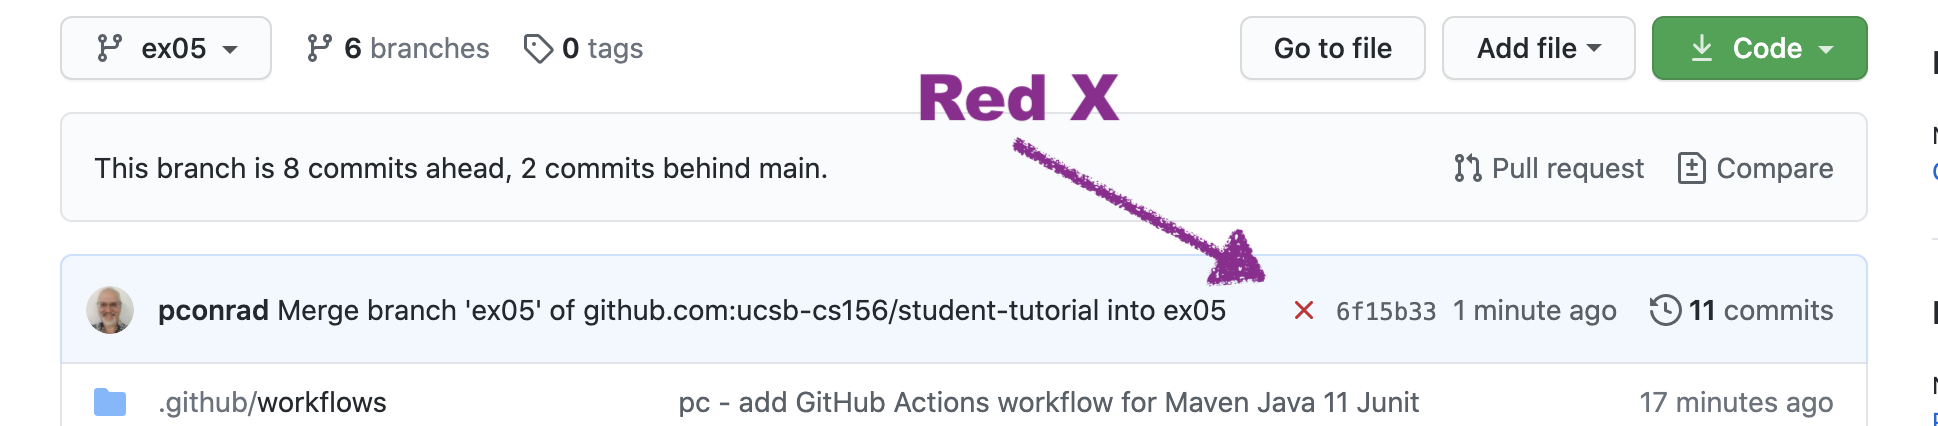 ex05 6 branches 0 tags Go to file Add file Code
Red X
This branch is 8 commits ahead, 2 commits behind main. Pull request Compare
pconrad Merge branch 'ex05' of github.com:ucsb-cs156/student-tutorial into ex05 6f15b33 1 minute ago 11 commits
.github/workflows pc - add GitHub Actions workflow for Maven Java 11 Junit 17 minutes ago